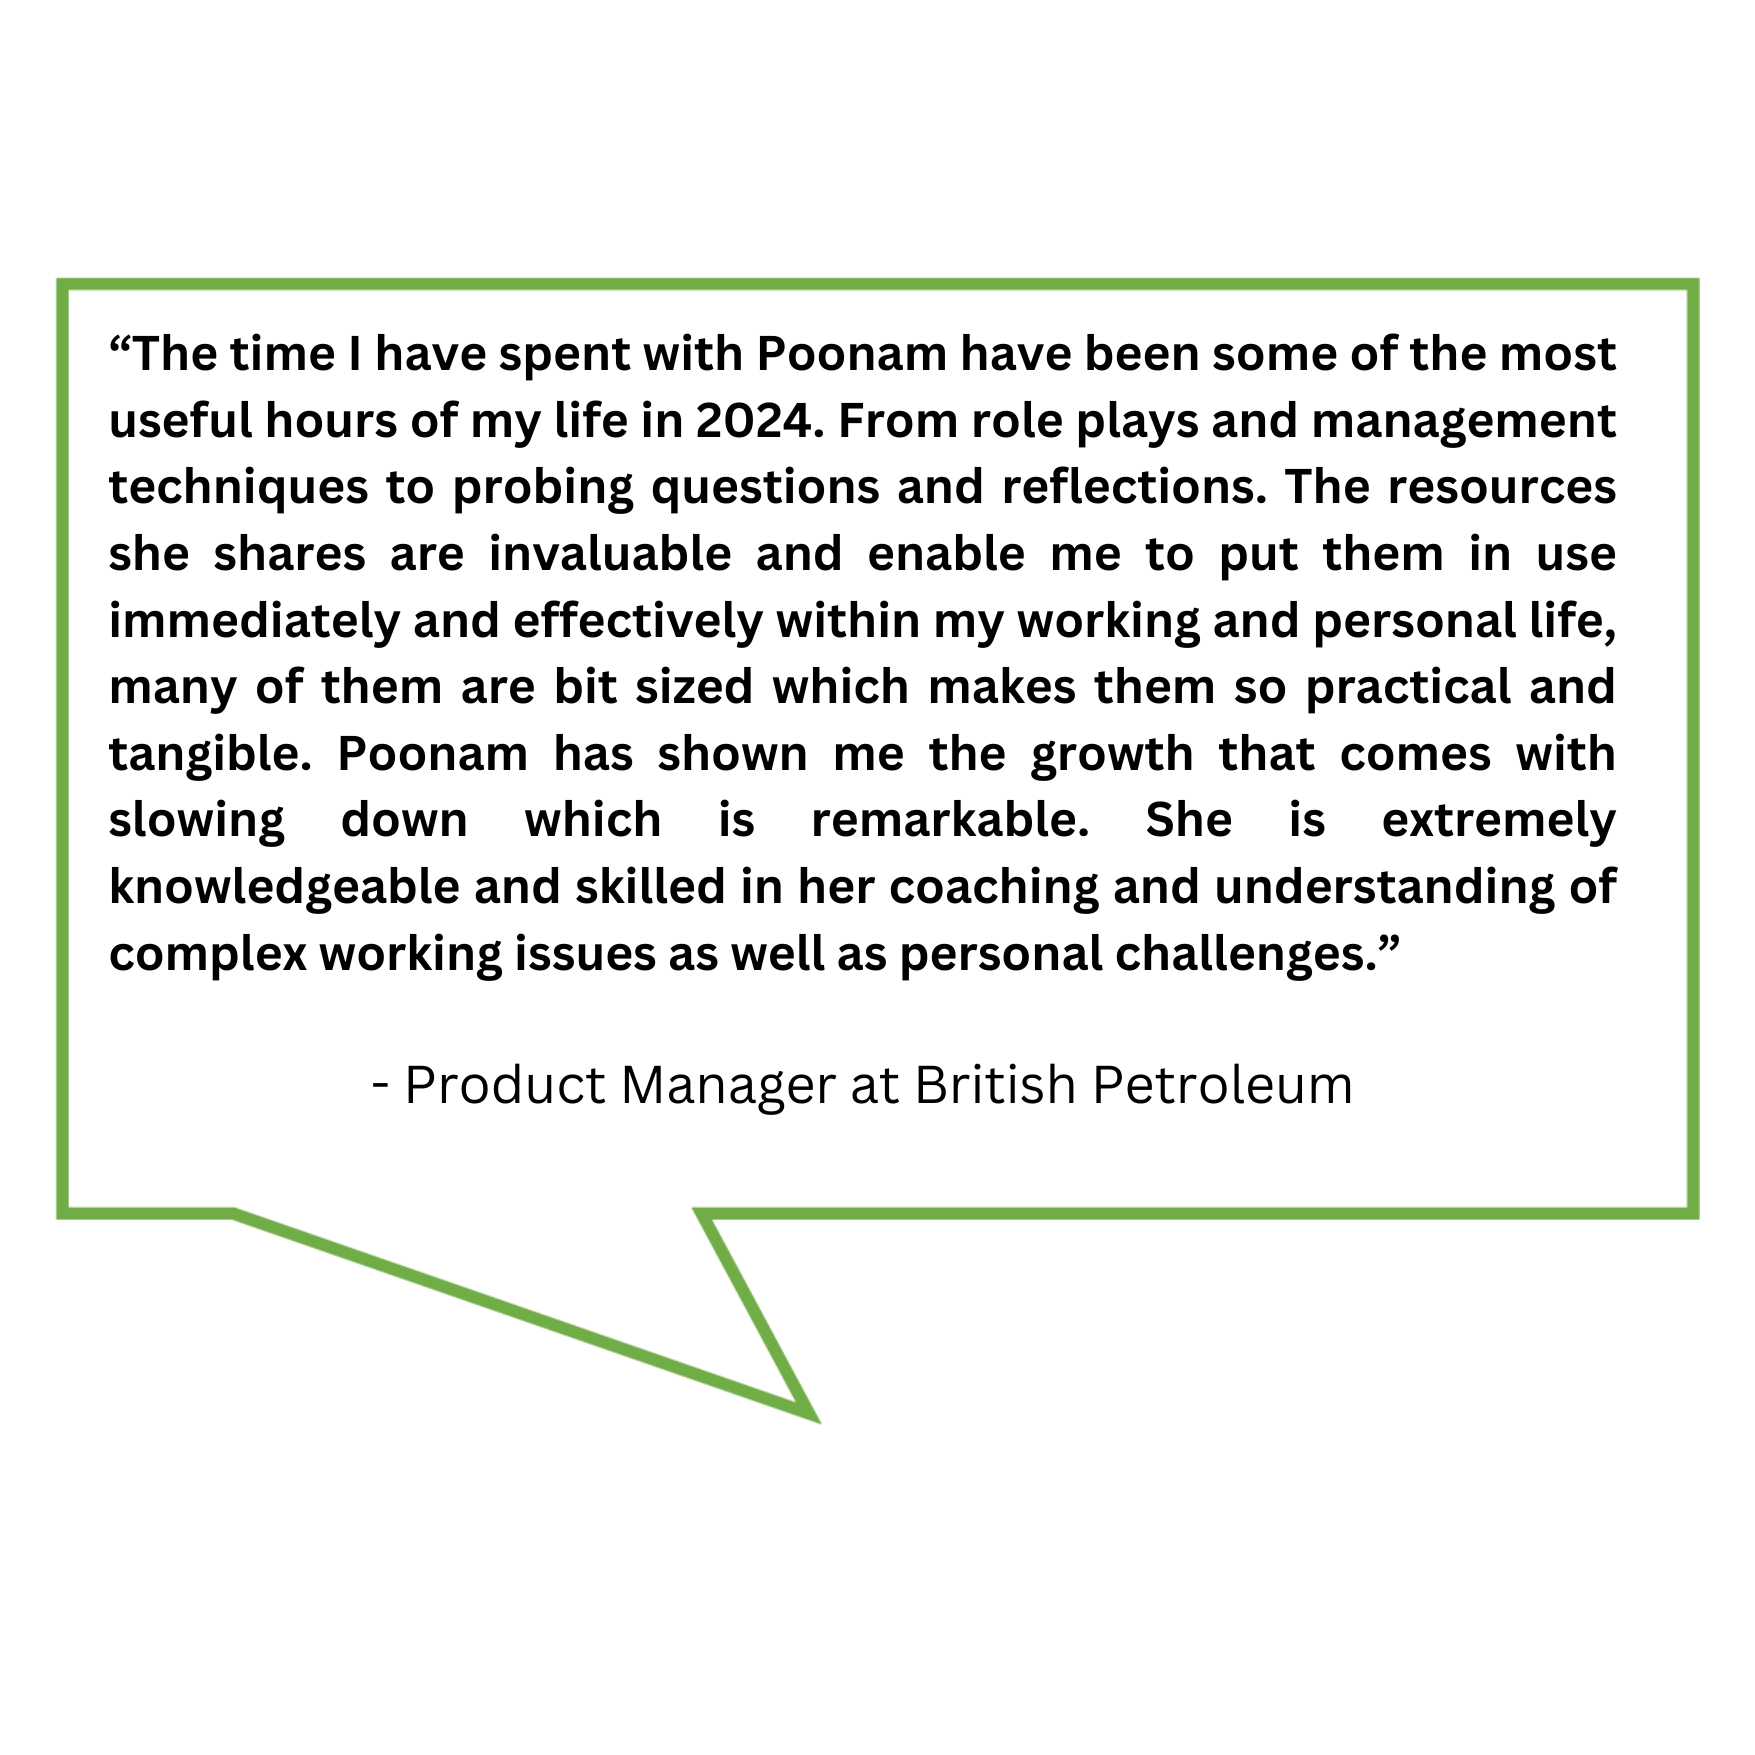 “The time I have spent with Poonam have been some of the most
useful hours of my life in 2024. From role plays and management
techniques to probing questions and reflections. The resources
she shares are invaluable and enable me to put them in use
immediately and effectively within my working and personal life,
many of them are bit sized which makes them so practical and
tangible. Poonam has shown me the growth that comes with
slowing down which is remarkable. She is extremely
knowledgeable and skilled in her coaching and understanding of
complex working issues as well as personal challenges.”
- Product Manager at British Petroleum